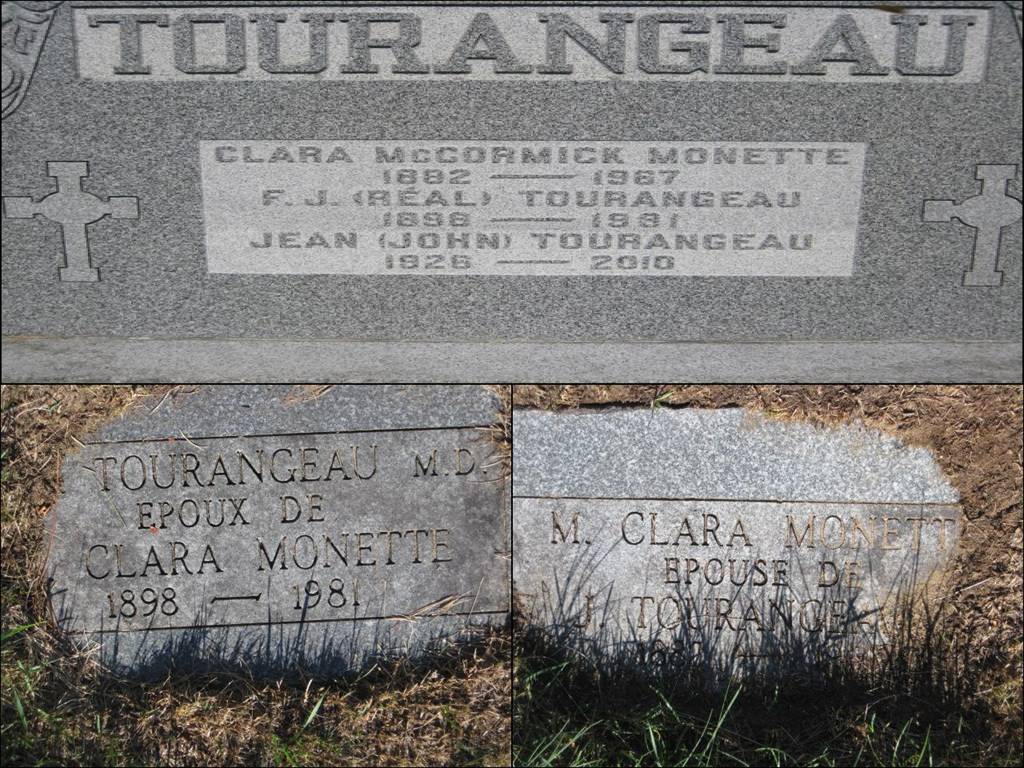 TOURANGEAU
CLARA McCORMICK MONETTE
1882 — 1967
F. J. (RÉAL) TOURANGEAU
1898 — 1981
JEAN (JOHN) TOURANGEAU
1926 — 2010
TOURANGEAU M.D.
EPOUX DE
CLARA MONETTE
1898 — 1981
M. CLARA MONETT
EPOUSE DE
J. TOURANGE